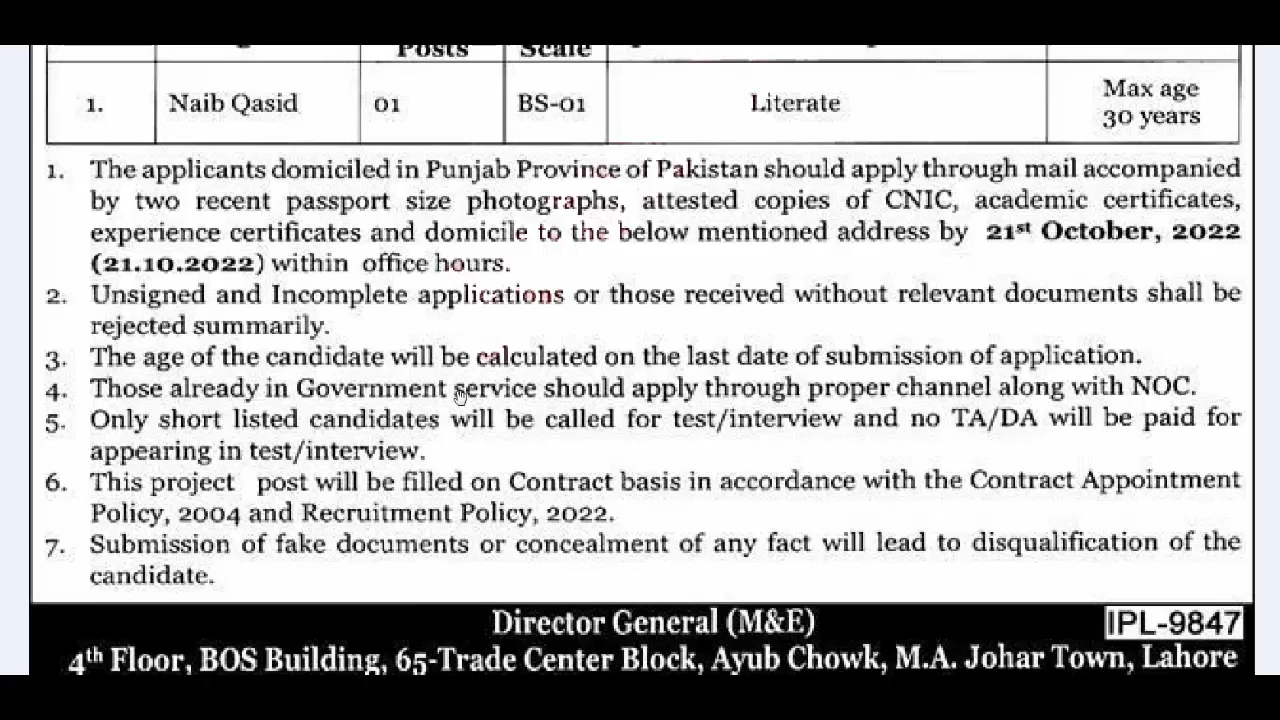 Posts Scale
1. Naib Qasid 01 BS-01 Literate Max age 30 years
1. The applicants domiciled in Punjab Province of Pakistan should apply through mail accompanied
by two recent passport size photographs, attested copies of CNIC, academic certificates,
experience certificates and domicile to the below mentioned address by 21st October, 2022
(21.10.2022) within office hours.
2. Unsigned and Incomplete applications or those received without relevant documents shall be
rejected summarily.
3. The age of the candidate will be calculated on the last date of submission of application.
4. Those already in Government service should apply through proper channel along with NOC.
5. Only short listed candidates will be called for test/interview and no TA/DA will be paid for
appearing in test/interview.
6. This project post will be filled on Contract basis in accordance with the Contract Appointment
Policy, 2004 and Recruitment Policy, 2022.
7. Submission of fake documents or concealment of any fact will lead to disqualification of the
candidate.
Director General (M&E) IPL-9847
4th Floor, BOS Building, 65-Trade Center Block, Ayub Chowk, M.A. Johar Town, Lahore